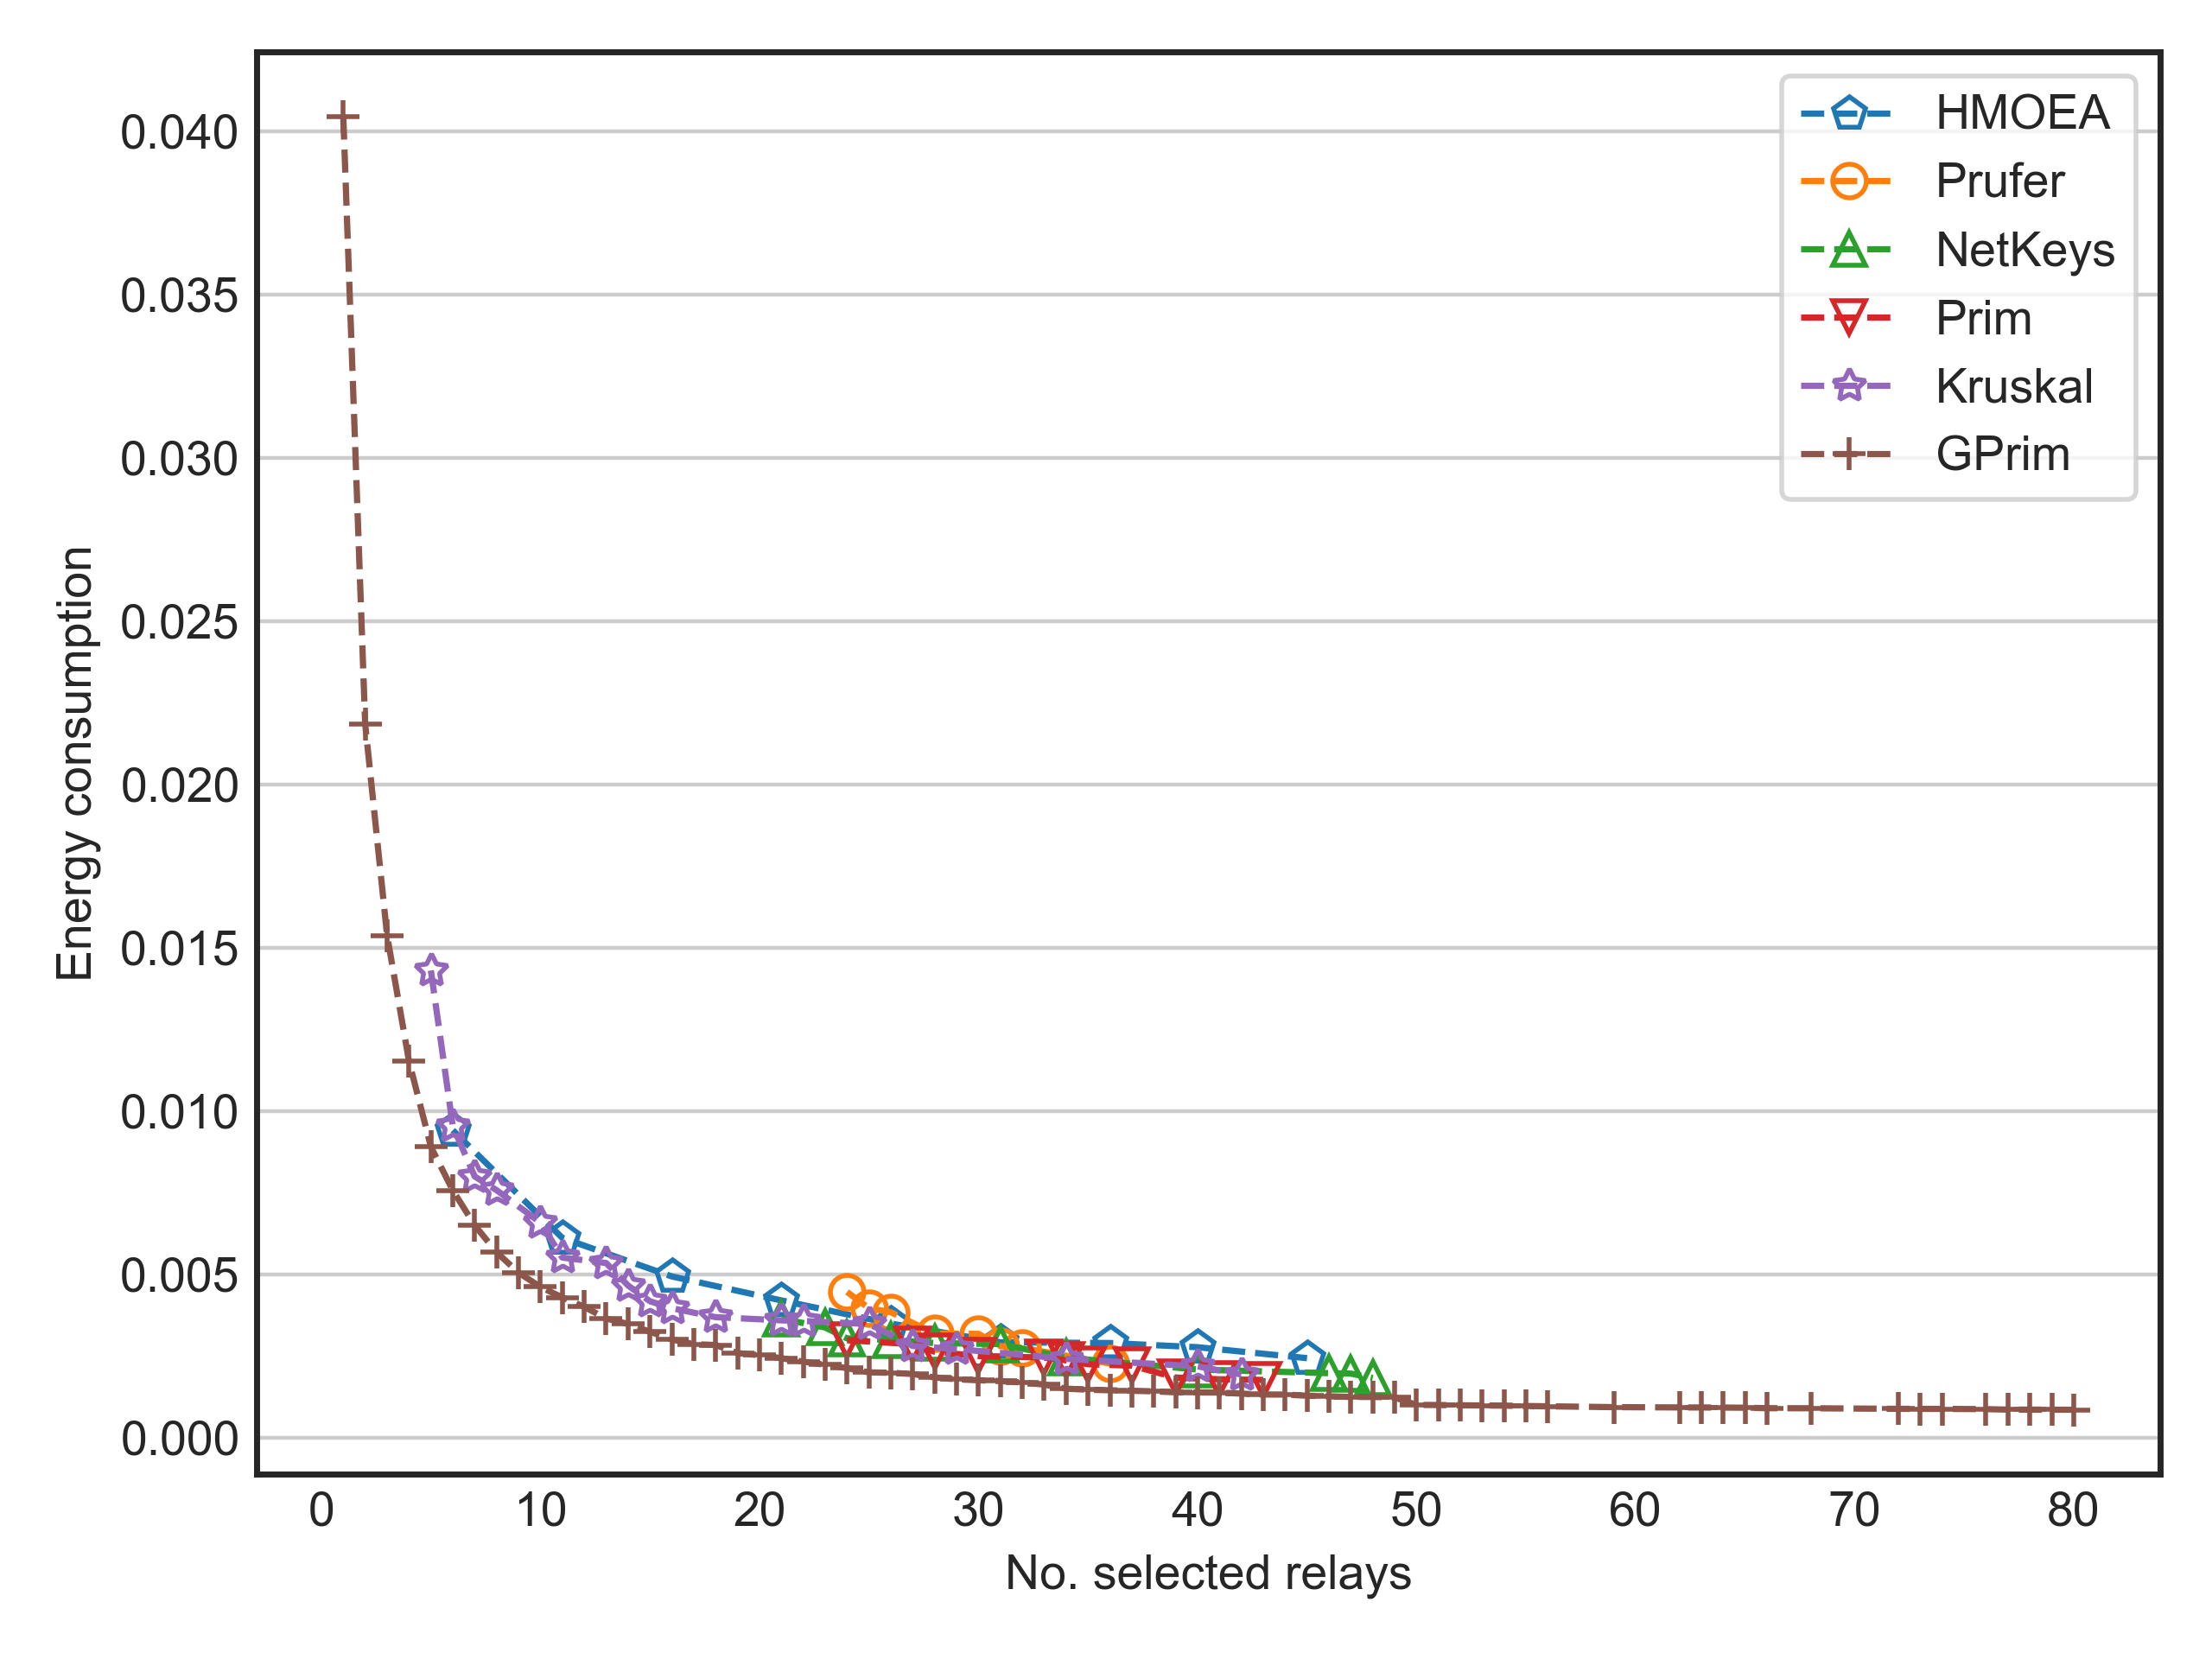 HMOEA
Prufer
NetKeys
Prim
Kruskal
GPrim
Energy consumption
0.040
0.035
0.030
0.025
0.020
0.015
0.010
0.005
0.000
0 10 20 30 40 50 60 70 80
No. selected relays